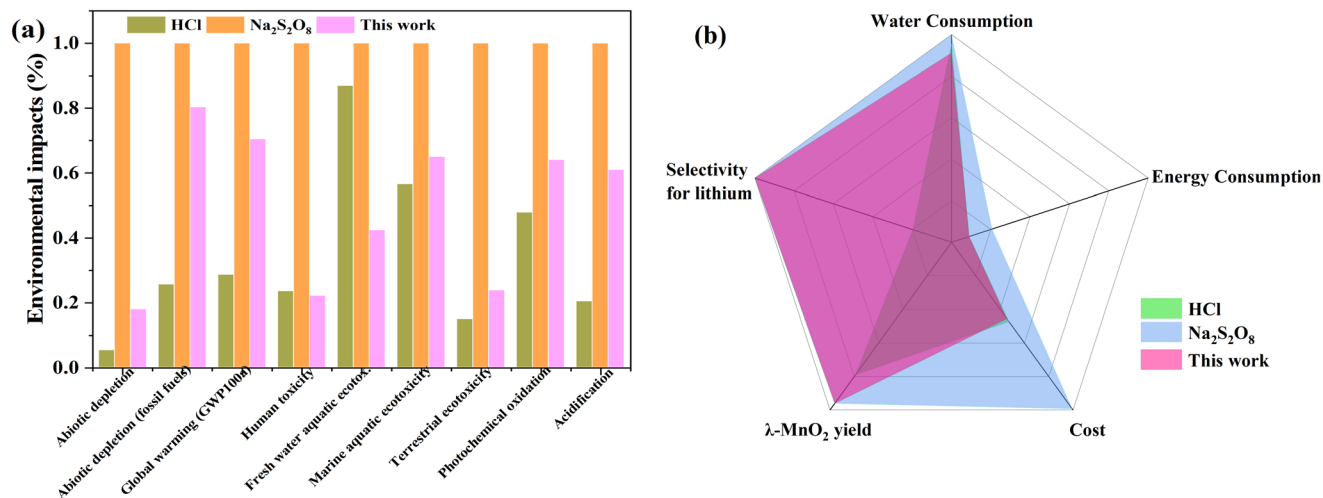 (a)
HCl
Na₂S₂O₈
This work
Environmental impacts (%)
1.0
0.8
0.6
0.4
0.2
0.0
Abiotic depletion
Abiotic depletion (fossil fuels)
Global warming (GWP100a)
Human toxicity
Fresh water aquatic ecotox.
Marine aquatic ecotoxicity
Terrestrial ecotoxicity
Photochemical oxidation
Acidification
(b)
Water Consumption
Energy Consumption
Cost
λ-MnO₂ yield
Selectivity
for lithium
HCl
Na₂S₂O₈
This work